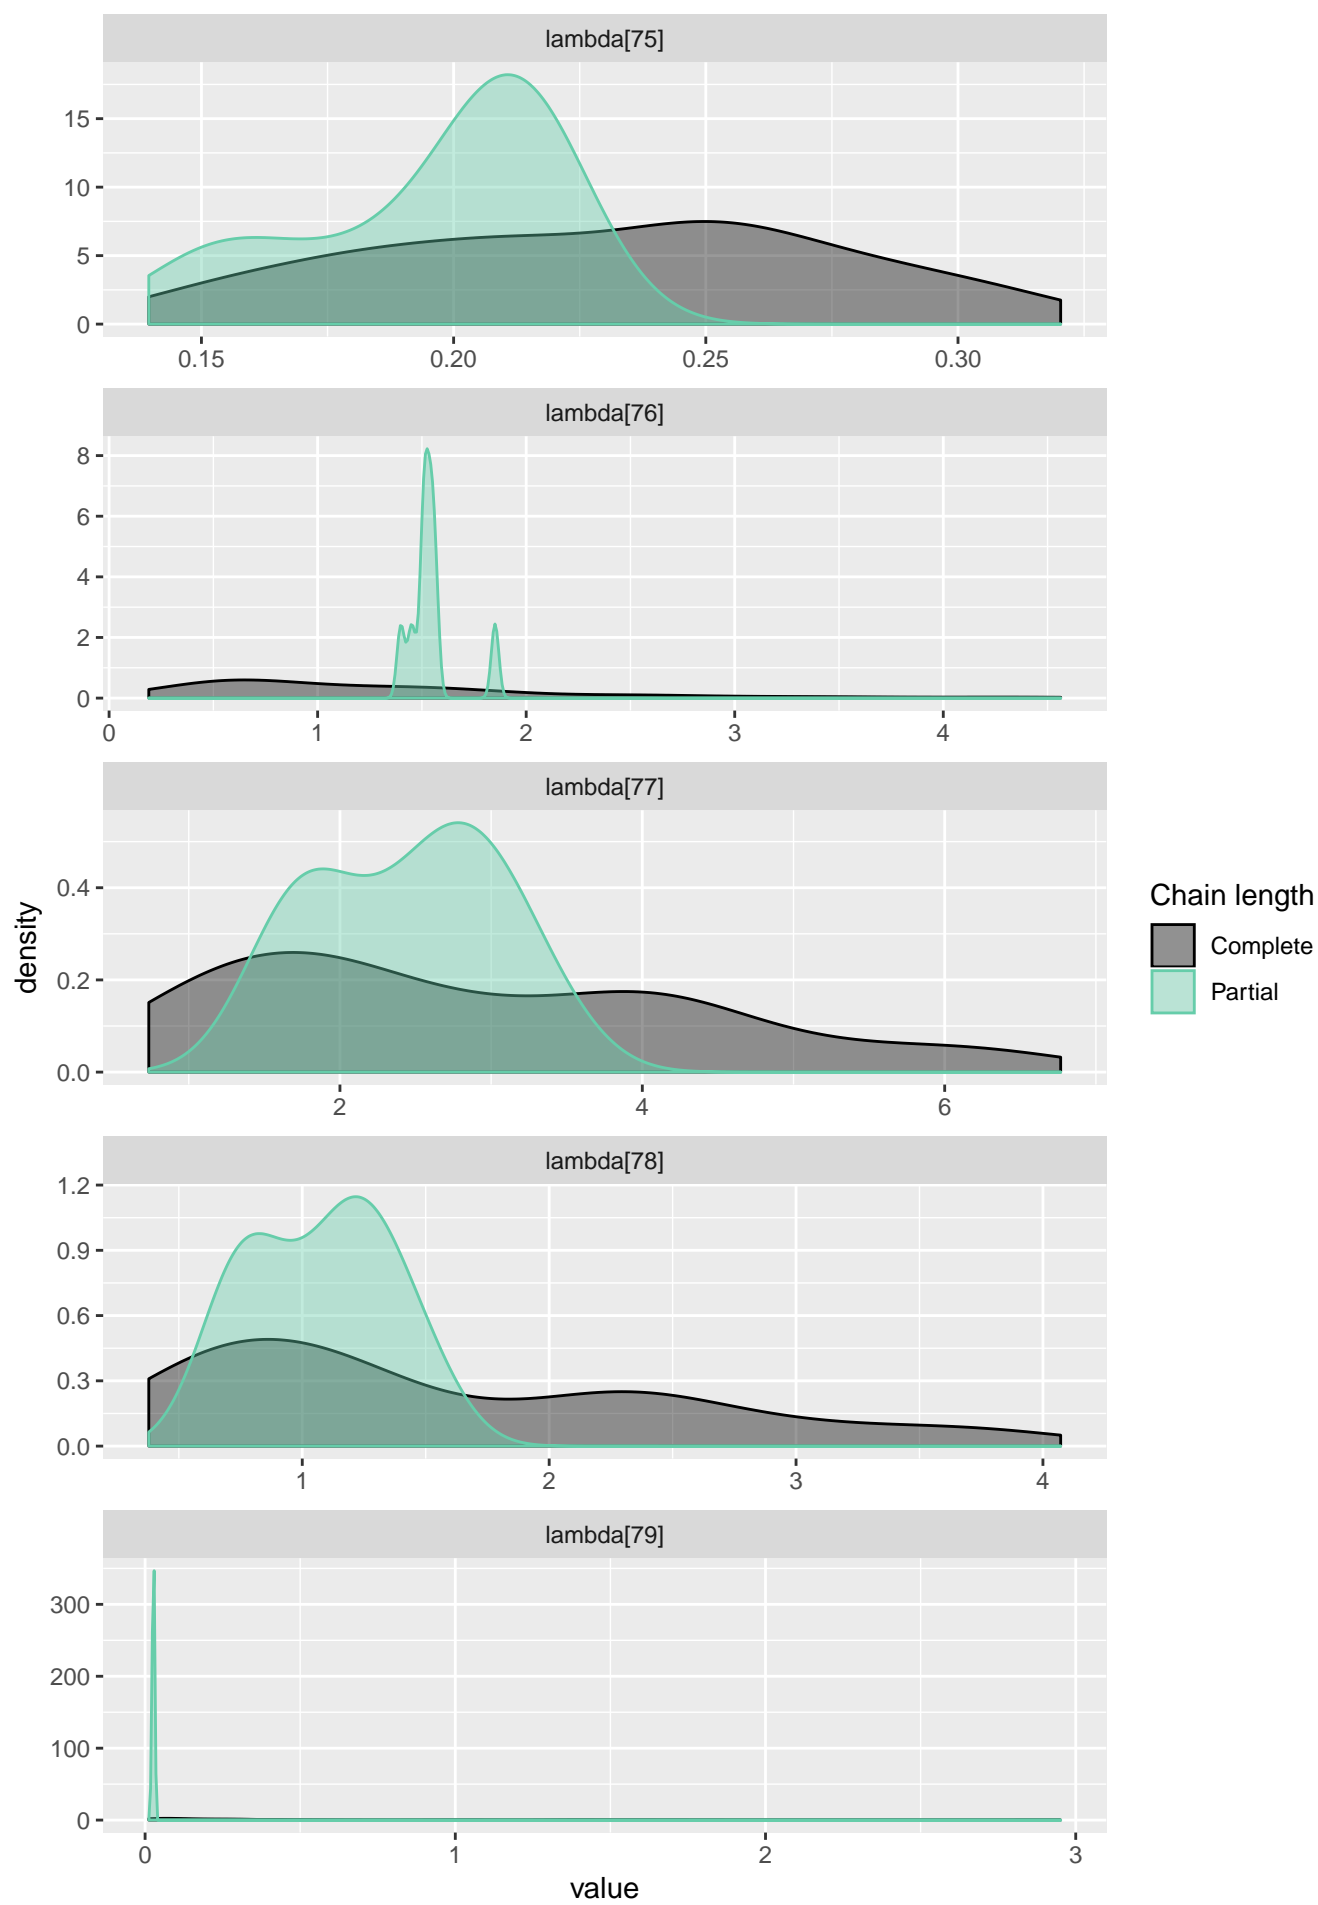 lambda[75]
15
10
5
0
0.15 0.20 0.25 0.30
lambda[76]
8
6
4
2
0
0 1 2 3 4
lambda[77]
0.4
0.2
0.0
2 4 6
lambda[78]
1.2
0.9
0.6
0.3
0.0
1 2 3 4
lambda[79]
300
200
100
0
0 1 2 3
value
density
Chain length
Complete
Partial